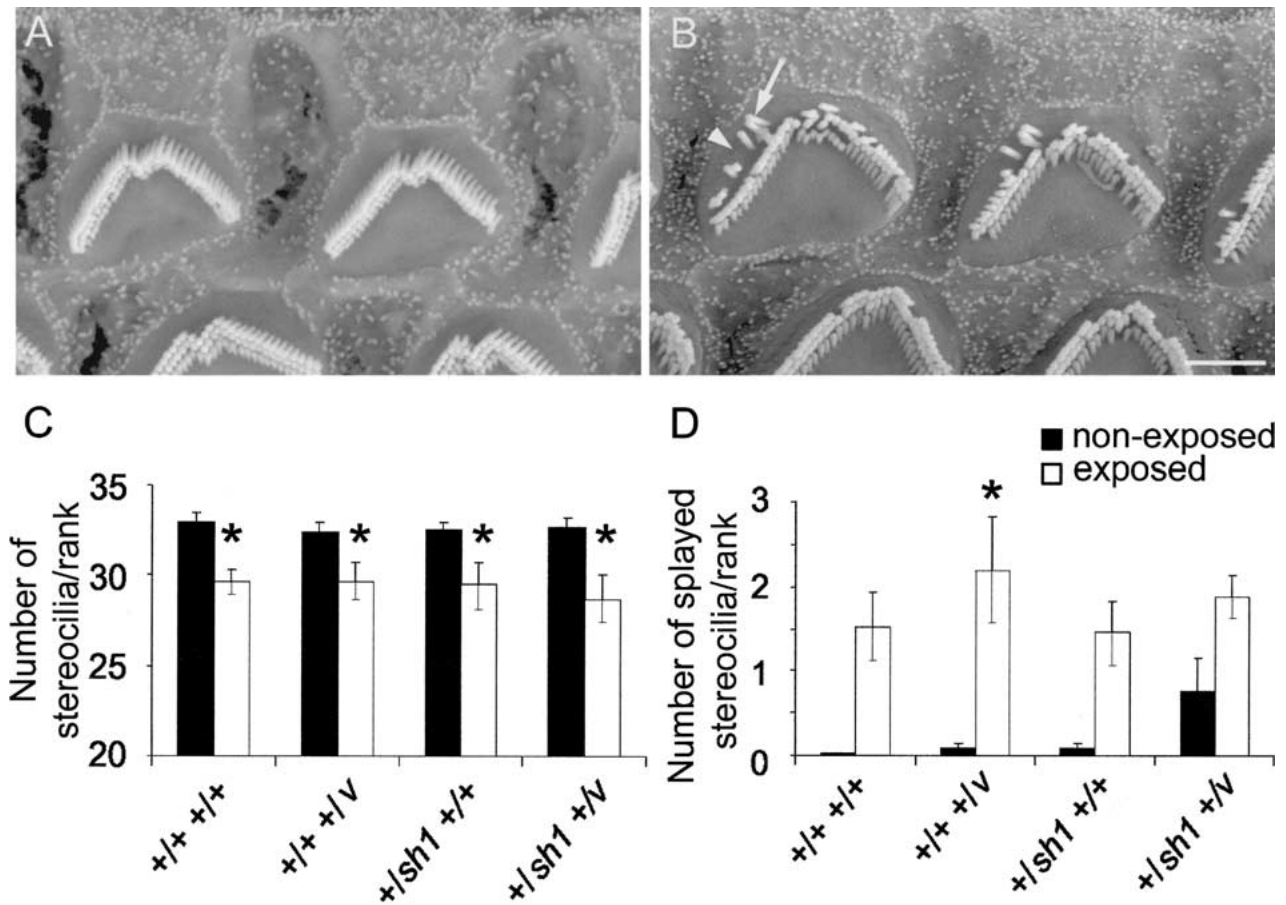 A
B
C
Number of
stereocilia/rank
35
30
25
20
* * * *
+/+ +/+
+/+ +/v
+/sh1 +/+
+/sh1 +/v
D
non-exposed
exposed
Number of splayed
stereocilia/rank
3
2
1
0
*
+/+ +/+
+/+ +/v
+/sh1 +/+
+/sh1 +/v